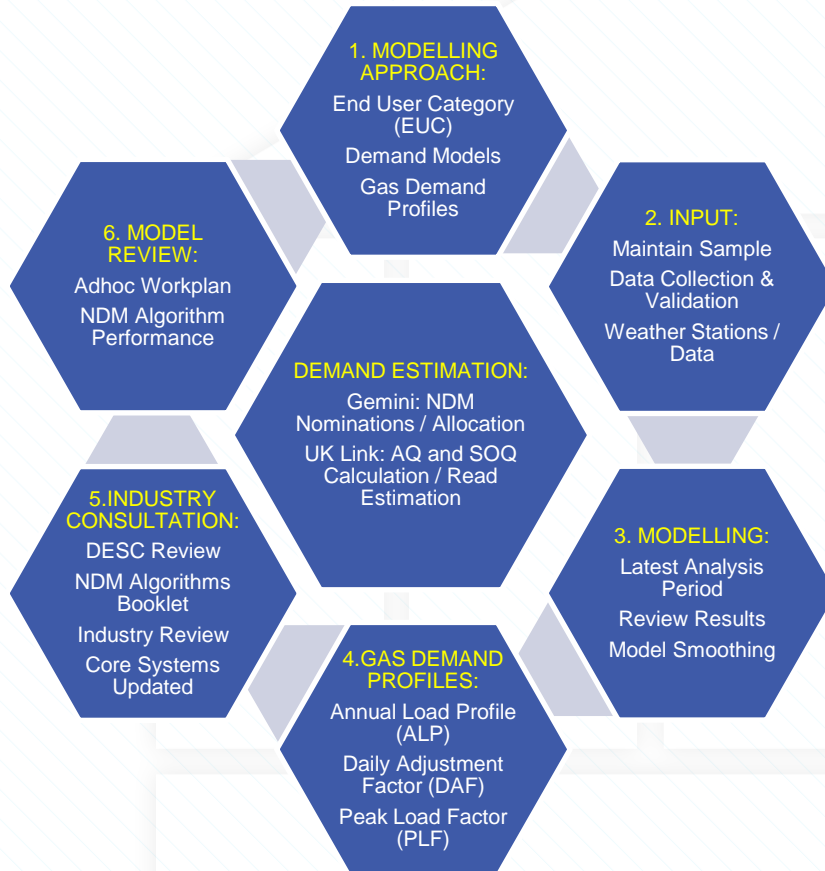 1. MODELLING
APPROACH:
End User Category
(EUC)
Demand Models
Gas Demand
Profiles
2. INPUT:
Maintain Sample
Data Collection &
Validation
Weather Stations /
Data
3. MODELLING:
Latest Analysis
Period
Review Results
Model Smoothing
4.GAS DEMAND
PROFILES:
Annual Load Profile
(ALP)
Daily Adjustment
Factor (DAF)
Peak Load Factor
(PLF)
5.INDUSTRY
CONSULTATION:
DESC Review
NDM Algorithms
Booklet
Industry Review
Core Systems
Updated
6. MODEL
REVIEW:
Adhoc Workplan
NDM Algorithm
Performance
DEMAND ESTIMATION:
Gemini: NDM
Nominations / Allocation
UK Link: AQ and SOQ
Calculation / Read
Estimation